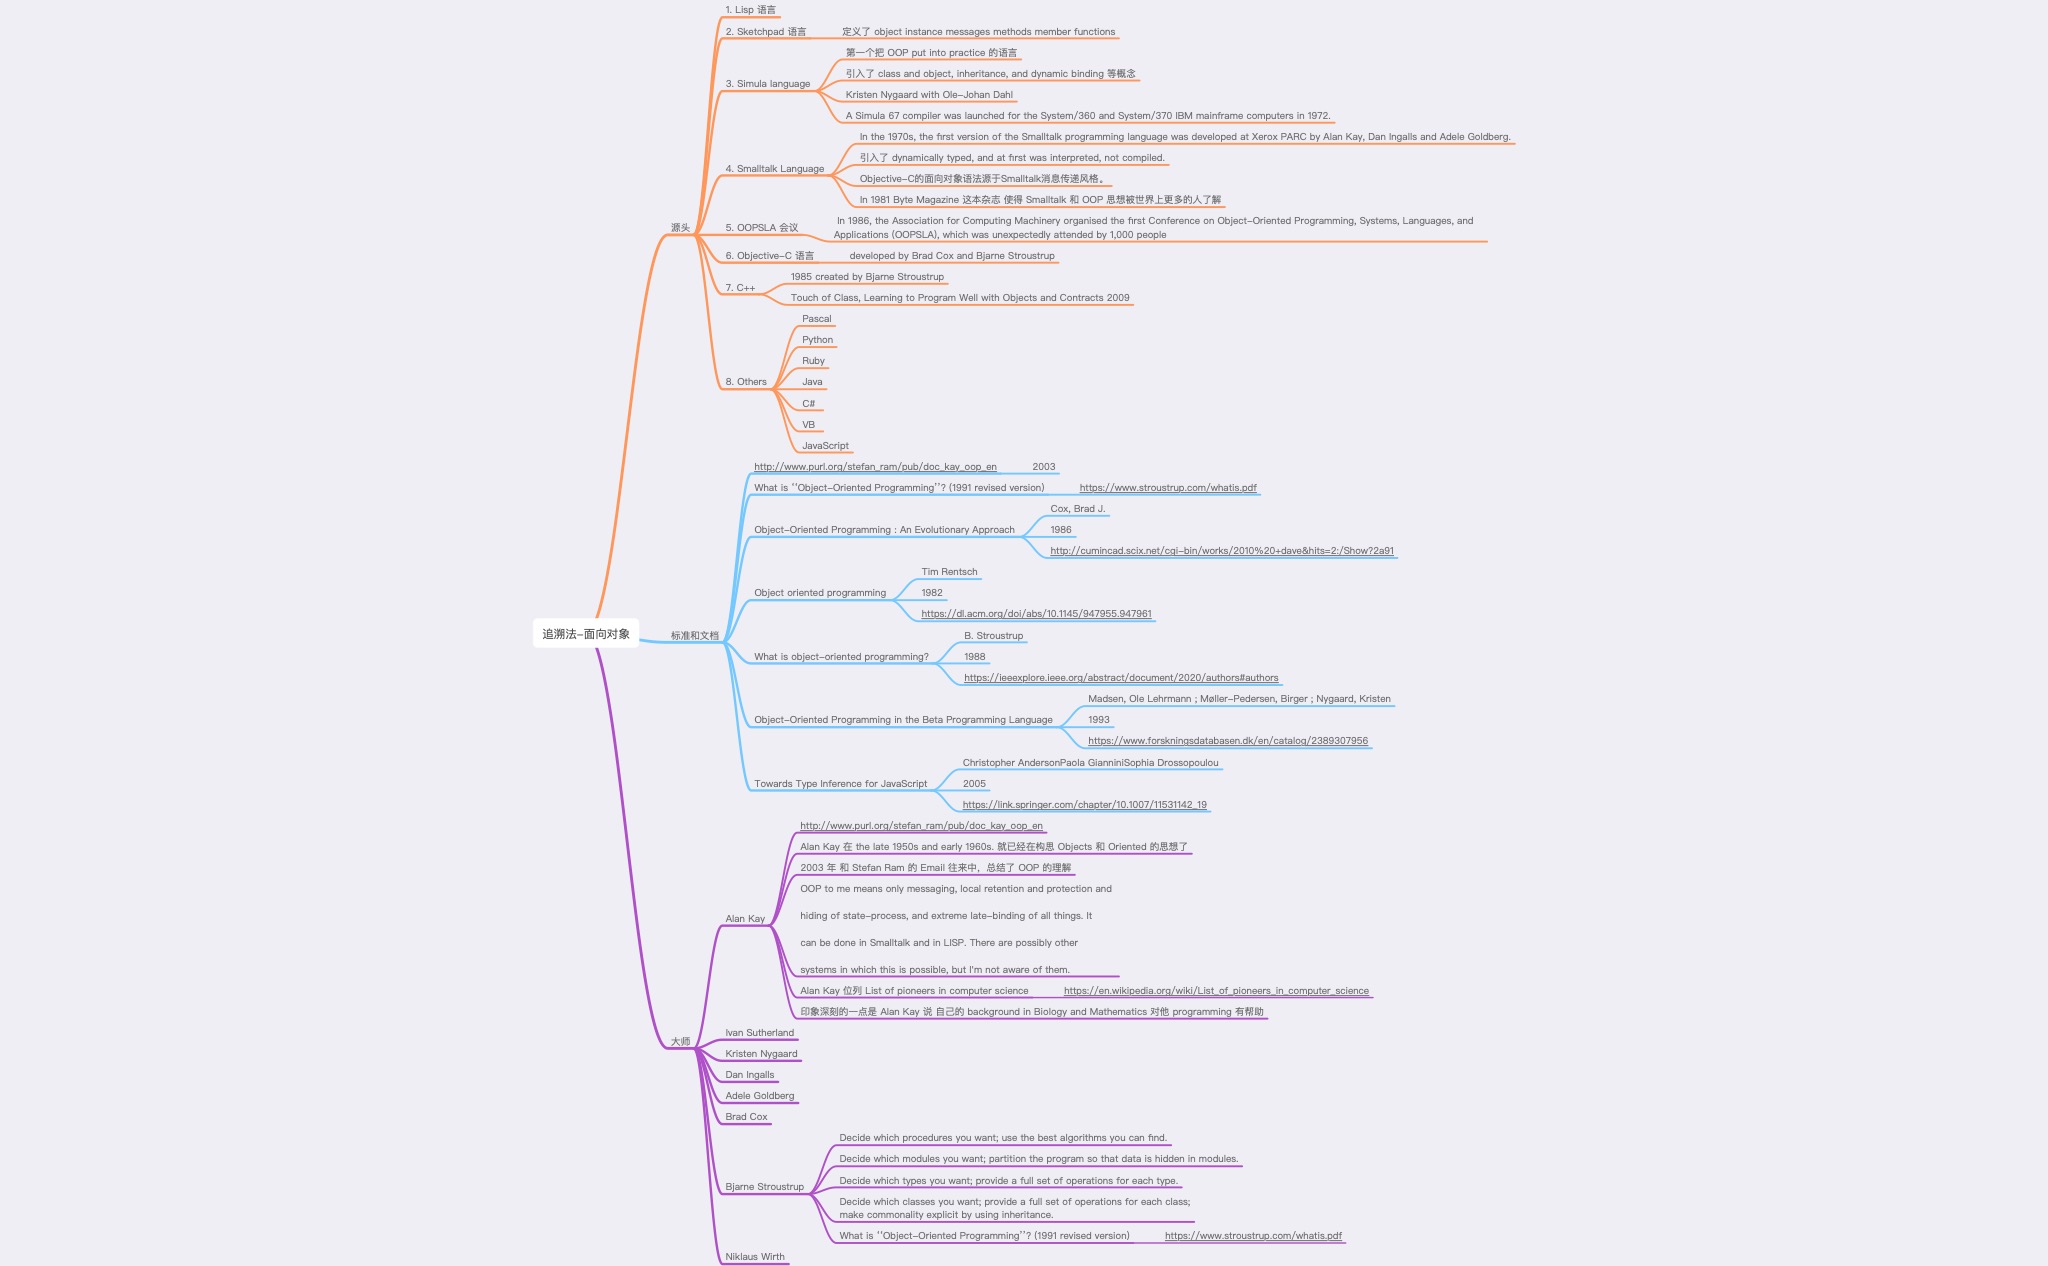 追溯法-面向对象
源头
1. Lisp 语言
2. Sketchpad 语言
定义了 object instance messages methods member functions
3. Simula language
第一个把 OOP put into practice 的语言
引入了 class and object, inheritance, and dynamic binding 等概念
Kristen Nygaard with Ole-Johan Dahl
A Simula 67 compiler was launched for the System/360 and System/370 IBM mainframe computers in 1972.
4. Smalltalk Language
In the 1970s, the first version of the Smalltalk programming language was developed at Xerox PARC by Alan Kay, Dan Ingalls and Adele Goldberg.
引入了 dynamically typed, and at first was interpreted, not compiled.
Objective-C的面向对象语法源于Smalltalk消息传递风格。
In 1981 Byte Magazine 这本杂志 使得 Smalltalk 和 OOP 思想被世界上更多的人了解
5. OOPSLA 会议
In 1986, the Association for Computing Machinery organised the first Conference on Object-Oriented Programming, Systems, Languages, and
Applications (OOPSLA), which was unexpectedly attended by 1,000 people
6. Objective-C 语言
developed by Brad Cox and Bjarne Stroustrup
7. C++
1985 created by Bjarne Stroustrup
Touch of Class, Learning to Program Well with Objects and Contracts 2009
8. Others
Pascal
Python
Ruby
Java
C#
VB
JavaScript
标准和文档
http://www.purl.org/stefan_ram/pub/doc_kay_oop_en
2003
What is ‘‘Object-Oriented Programming’’? (1991 revised version)
https://www.stroustrup.com/whatis.pdf
Object-Oriented Programming : An Evolutionary Approach
Cox, Brad J.
1986
http://cumincad.scix.net/cgi-bin/works/2010%20+dave&hits=2:/Show?2a91
Object oriented programming
Tim Rentsch
1982
https://dl.acm.org/doi/abs/10.1145/947955.947961
What is object-oriented programming?
B. Stroustrup
1988
https://ieeexplore.ieee.org/abstract/document/2020/authors#authors
Object-Oriented Programming in the Beta Programming Language
Madsen, Ole Lehrmann ; Møller-Pedersen, Birger ; Nygaard, Kristen
1993
https://www.forskningsdatabasen.dk/en/catalog/2389307956
Towards Type Inference for JavaScript
Christopher AndersonPaola GianniniSophia Drossopoulou
2005
https://link.springer.com/chapter/10.1007/11531142_19
大师
Alan Kay
http://www.purl.org/stefan_ram/pub/doc_kay_oop_en
Alan Kay 在 the late 1950s and early 1960s. 就已经在构思 Objects 和 Oriented 的思想了
2003 年 和 Stefan Ram 的 Email 往来中，总结了 OOP 的理解
OOP to me means only messaging, local retention and protection and
hiding of state-process, and extreme late-binding of all things. It
can be done in Smalltalk and in LISP. There are possibly other
systems in which this is possible, but I'm not aware of them.
Alan Kay 位列 List of pioneers in computer science
https://en.wikipedia.org/wiki/List_of_pioneers_in_computer_science
印象深刻的一点是 Alan Kay 说 自己的 background in Biology and Mathematics 对他 programming 有帮助
Ivan Sutherland
Kristen Nygaard
Dan Ingalls
Adele Goldberg
Brad Cox
Bjarne Stroustrup
Decide which procedures you want; use the best algorithms you can find.
Decide which modules you want; partition the program so that data is hidden in modules.
Decide which types you want; provide a full set of operations for each type.
Decide which classes you want; provide a full set of operations for each class;
make commonality explicit by using inheritance.
What is ‘‘Object-Oriented Programming’’? (1991 revised version)
https://www.stroustrup.com/whatis.pdf
Niklaus Wirth